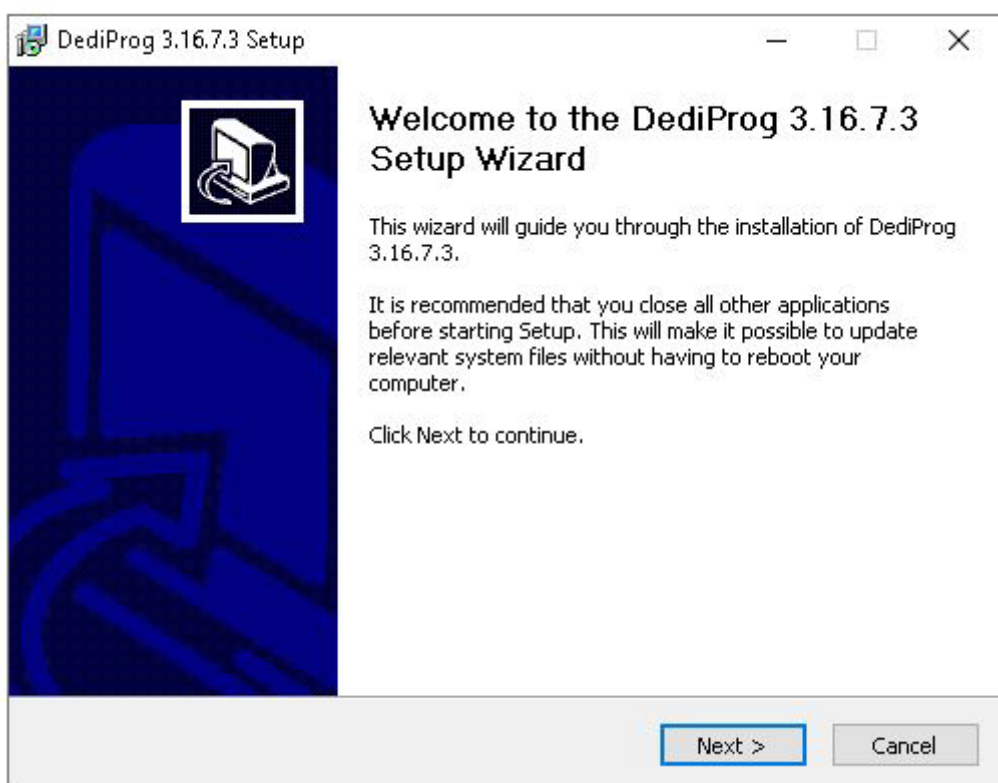 DediProg 3.16.7.3 Setup
Welcome to the DediProg 3.16.7.3
Setup Wizard
This wizard will guide you through the installation of DediProg
3.16.7.3.
It is recommended that you close all other applications
before starting Setup. This will make it possible to update
relevant system files without having to reboot your
computer.
Click Next to continue.
Next >
Cancel